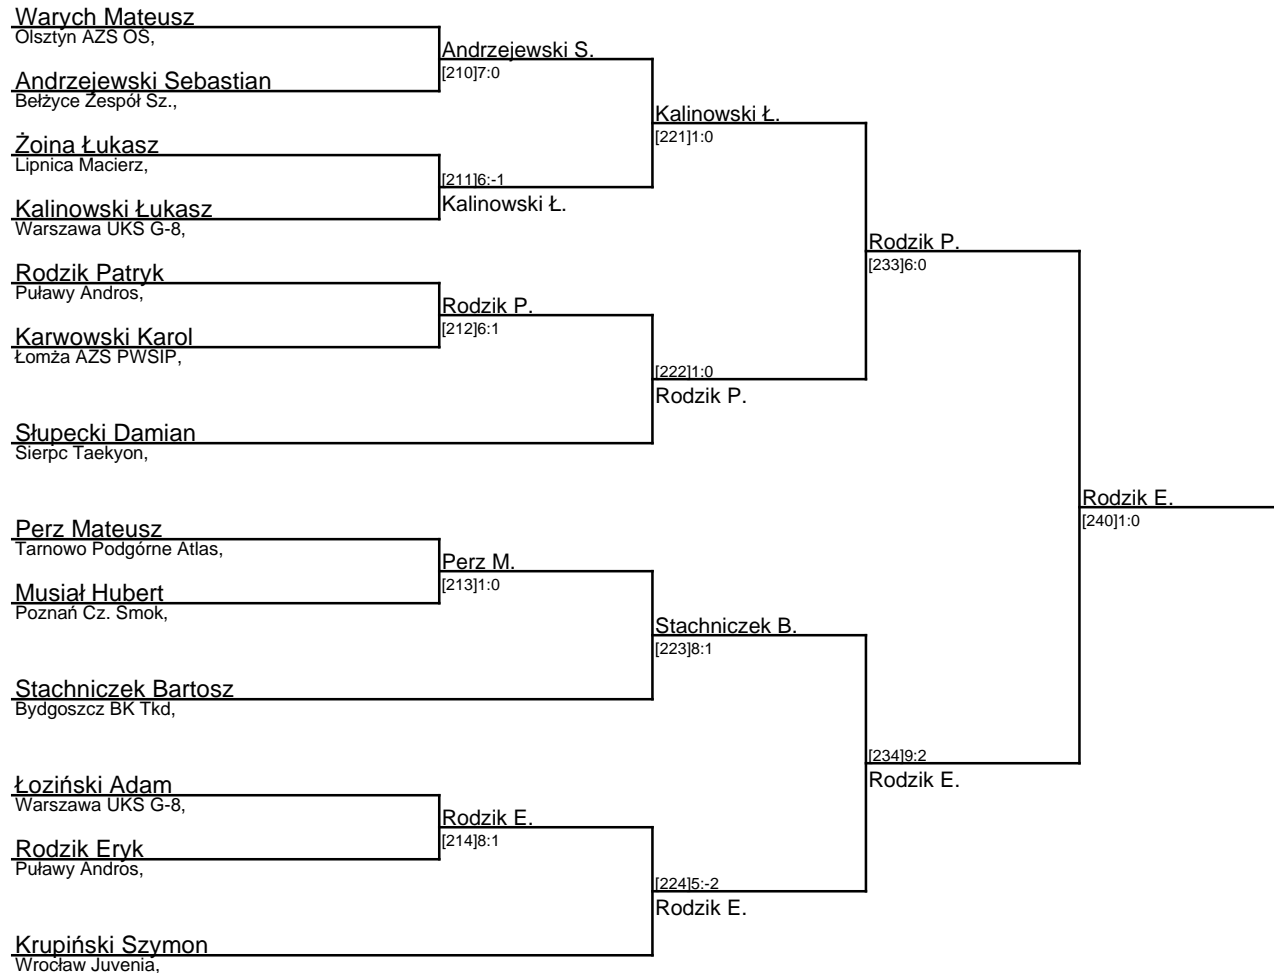 Warych Mateusz
Olsztyn AZS OŚ,
Andrzejewski S.
[210]7:0
Andrzejewski Sebastian
Bełżyce Zespół Sz.,
Kalinowski Ł.
[221]1:0
Żoina Łukasz
Lipnica Macierz,
[211]6:-1
Kalinowski Ł.
Kalinowski Łukasz
Warszawa UKS G-8,
Rodzik P.
[233]6:0
Rodzik Patryk
Puławy Andros,
Rodzik P.
[212]6:1
Karwowski Karol
Łomża AZS PWSIP,
[222]1:0
Rodzik P.
Słupecki Damian
Sierpc Taekyon,
Rodzik E.
[240]1:0
Perz Mateusz
Tarnowo Podgórne Atlas,
Perz M.
[213]1:0
Musiał Hubert
Poznań Cz. Smok,
Stachniczek B.
[223]8:1
Stachniczek Bartosz
Bydgoszcz BK Tkd,
[234]9:2
Rodzik E.
Łoziński Adam
Warszawa UKS G-8,
Rodzik E.
[214]8:1
Rodzik Eryk
Puławy Andros,
[224]5:-2
Rodzik E.
Krupiński Szymon
Wrocław Juvenia,